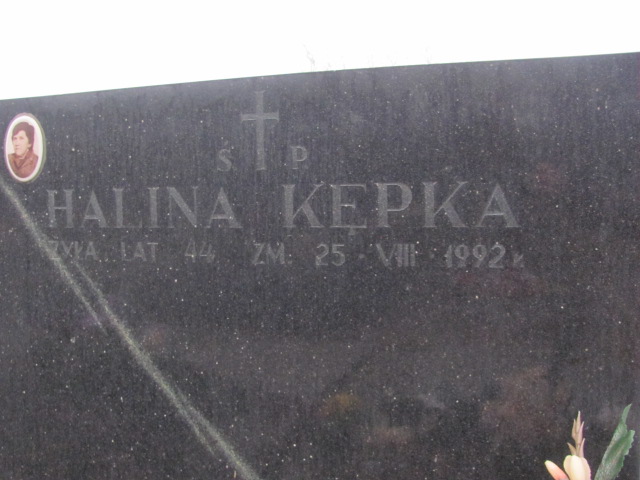 Ś P
HALINA KĘPKA
ŻYŁA LAT 44 ZM. 25 · VIII · 1992 r.